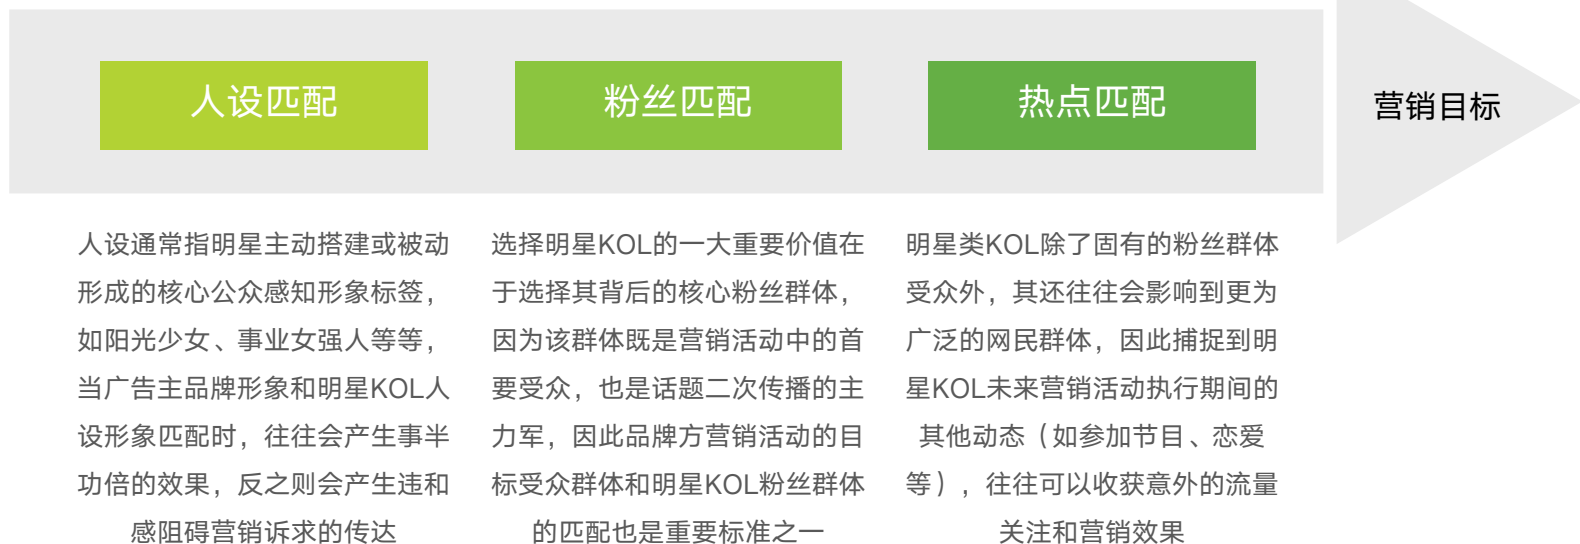 人设匹配
粉丝匹配
热点匹配
营销目标
人设通常指明星主动搭建或被动
形成的核心公众感知形象标签，
如阳光少女、事业女强人等等，
当广告主品牌形象和明星KOL人
设形象匹配时，往往会产生事半
功倍的效果，反之则会产生违和
感阻碍营销诉求的传达
选择明星KOL的一大重要价值在
于选择其背后的核心粉丝群体，
因为该群体既是营销活动中的首
要受众，也是话题二次传播的主
力军，因此品牌方营销活动的目
标受众群体和明星KOL粉丝群体
的匹配也是重要标准之一
明星类KOL除了固有的粉丝群体
受众外，其还往往会影响到更为
广泛的网民群体，因此捕捉到明
星KOL未来营销活动执行期间的
其他动态（如参加节目、恋爱
等），往往可以收获意外的流量
关注和营销效果